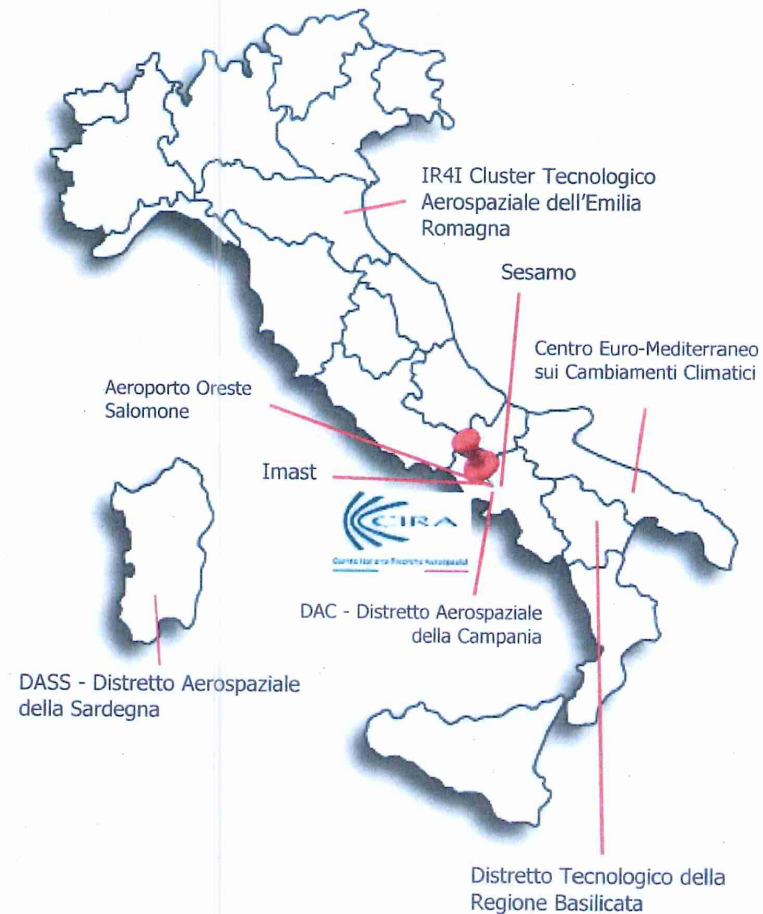 IR4I Cluster Tecnologico
Aerospaziale dell'Emilia
Romagna
Sesamo
Centro Euro-Mediterraneo
sui Cambiamenti Climatici
Aeroporto Oreste
Salomone
Imast
CIRA
DAC - Distretto Aerospaziale
della Campania
DASS - Distretto Aerospaziale
della Sardegna
Distretto Tecnologico della
Regione Basilicata